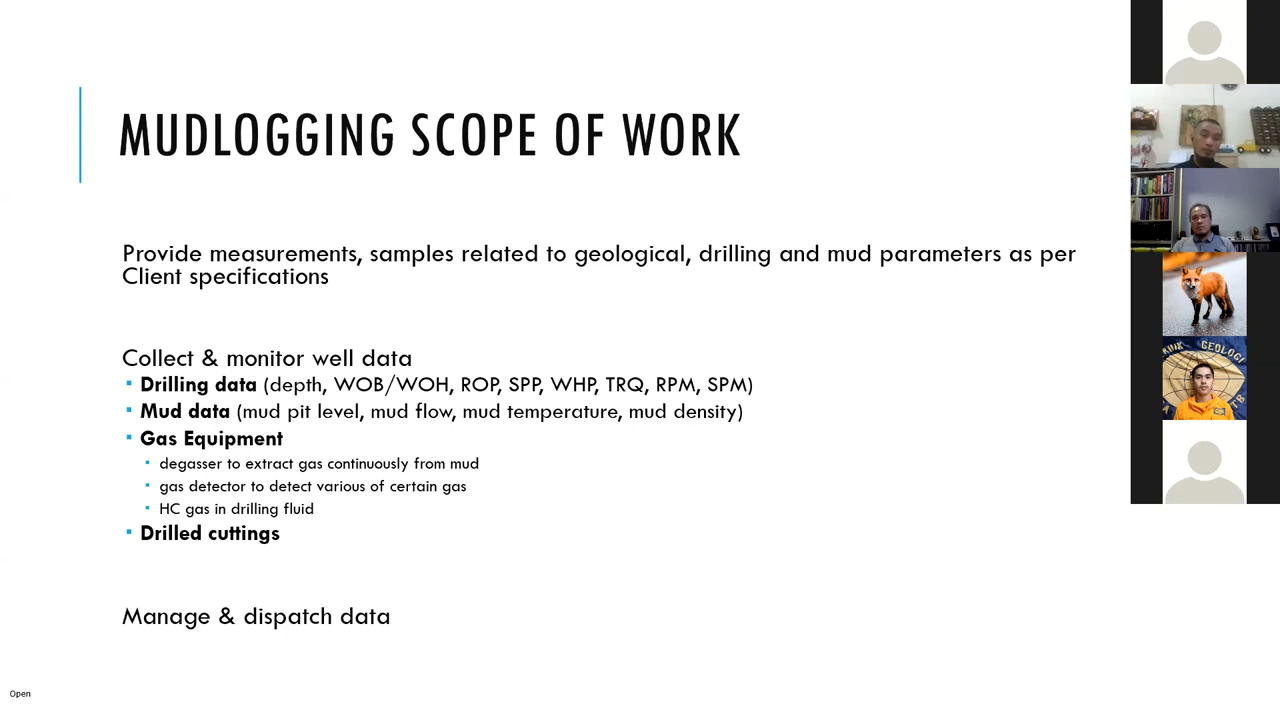 MUDLOGGING SCOPE OF WORK
Provide measurements, samples related to geological, drilling and mud parameters as per
Client specifications
Collect & monitor well data
▪ Drilling data (depth, WOB/WOH, ROP, SPP, WHP, TRQ, RPM, SPM)
▪ Mud data (mud pit level, mud flow, mud temperature, mud density)
▪ Gas Equipment
▪ degasser to extract gas continuously from mud
▪ gas detector to detect various of certain gas
▪ HC gas in drilling fluid
▪ Drilled cuttings
Manage & dispatch data
Open
GEOLOGI